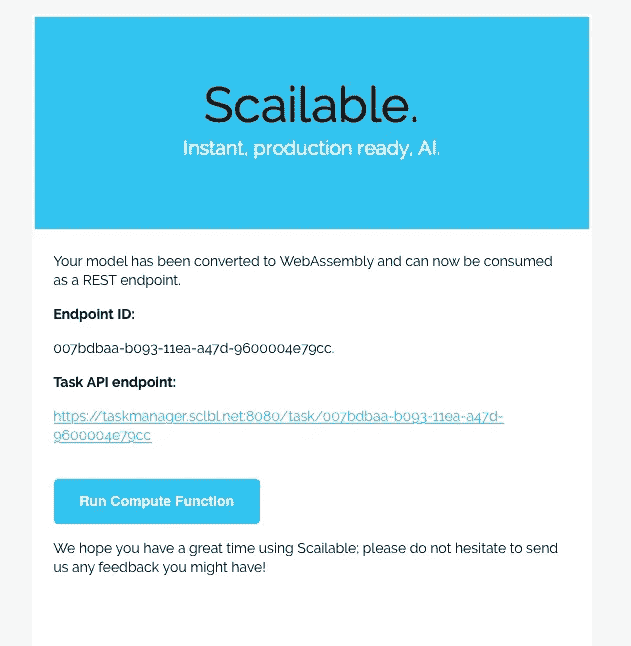 Scailable.
Instant, production ready, AI.
Your model has been converted to WebAssembly and can now be consumed
as a REST endpoint.
Endpoint ID:
007bdbaa-b093-11ea-a47d-9600004e79cc.
Task API endpoint:
https://taskmanager.sclbl.net:8080/task/007bdbaa-b093-11ea-a47d-
9600004e79cc
Run Compute Function
We hope you have a great time using Scailable; please do not hesitate to send
us any feedback you might have!